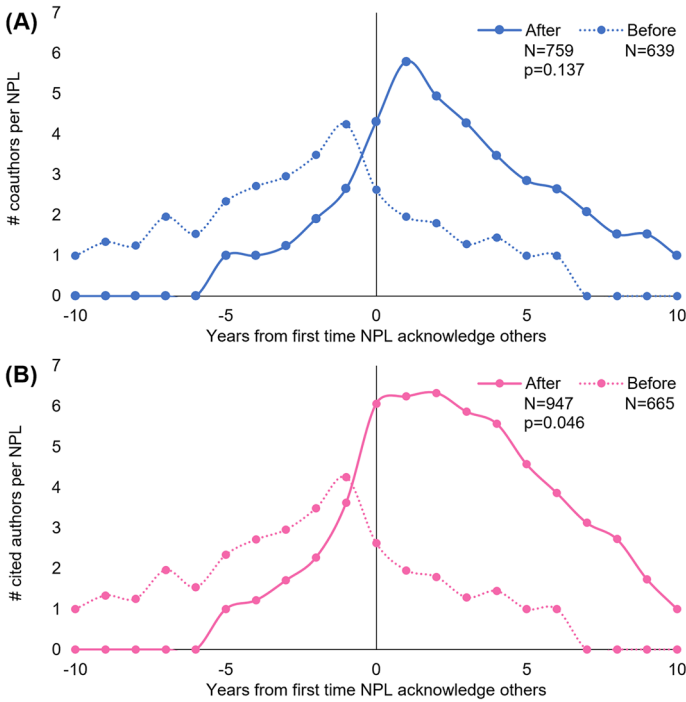 (A)
7
6
5
4
3
2
1
0
# coauthors per NPL
After Before
N=759 N=639
p=0.137
-10 -5 0 5 10
Years from first time NPL acknowledge others
(B)
7
6
5
4
3
2
1
0
# cited authors per NPL
After Before
N=947 N=665
p=0.046
-10 -5 0 5 10
Years from first time NPL acknowledge others